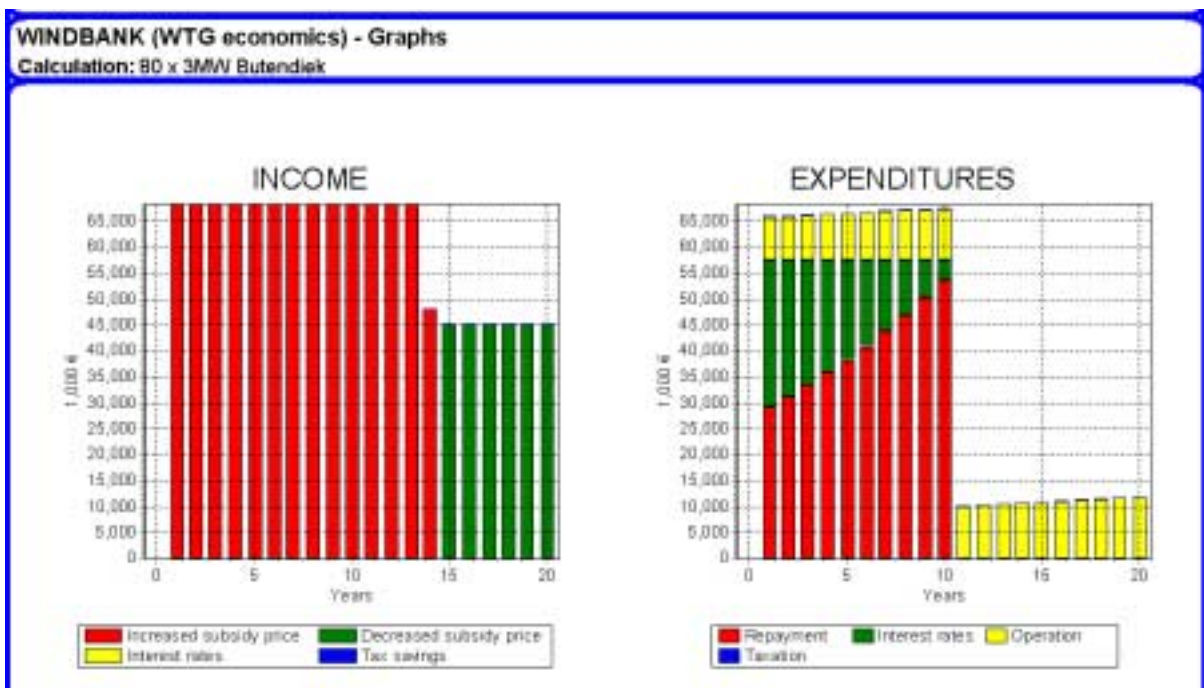 WINDBANK (WTG economics) - Graphs
Calculation: 80 x 3MW Butendiek
INCOME
65,000
60,000
55,000
50,000
45,000
40,000
35,000
30,000
25,000
20,000
15,000
10,000
5,000
0
1,000 €
0 5 10 15 20
Years
Increased subsidy price Decreased subsidy price
Interest rates Tax savings
EXPENDITURES
65,000
60,000
55,000
50,000
45,000
40,000
35,000
30,000
25,000
20,000
15,000
10,000
5,000
0
1,000 €
0 5 10 15 20
Years
Repayment Interest rates Operation
Taxation